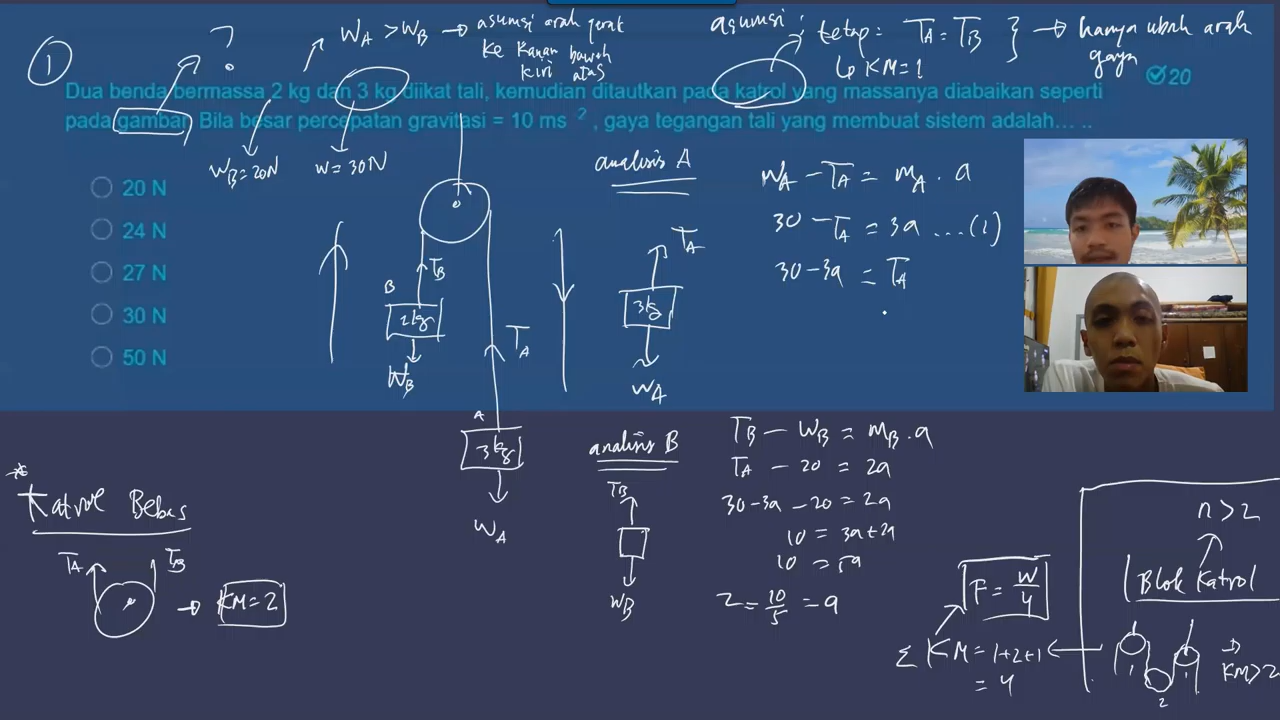 1
?
W_A > W_B → asumsi arah gerak
ke kanan bawah
kiri atas
asumsi : tetap : T_A = T_B } → hanya ubah arah
gaya
↳ KM = 1
Dua benda bermassa 2 kg dan 3 kg diikat tali, kemudian ditautkan pada katrol yang massanya diabaikan seperti
pada gambar. Bila besar percepatan gravitasi = 10 ms -2 , gaya tegangan tali yang membuat sistem adalah... ..
20
W_B = 20N
W = 30N
20 N
24 N
27 N
30 N
50 N
B
T_B
2kg
W_B
T_A
A
3kg
W_A
analisis A
T_A
3kg
W_A
W_A - T_A = m_A . a
30 - T_A = 3a ...(1)
30 - 3a = T_A
analisis B
T_B
W_B
T_B - W_B = m_B . a
T_A - 20 = 2a
30 - 3a - 20 = 2a
10 = 3a + 2a
10 = 5a
2 = 10/5 = a
* Katrol Bebas
T_A
T_B
→ KM = 2
n > 2
Blok Katrol
F = W/4
Σ KM = 1+2+1
= 4
1
2
1
→ KM > 2